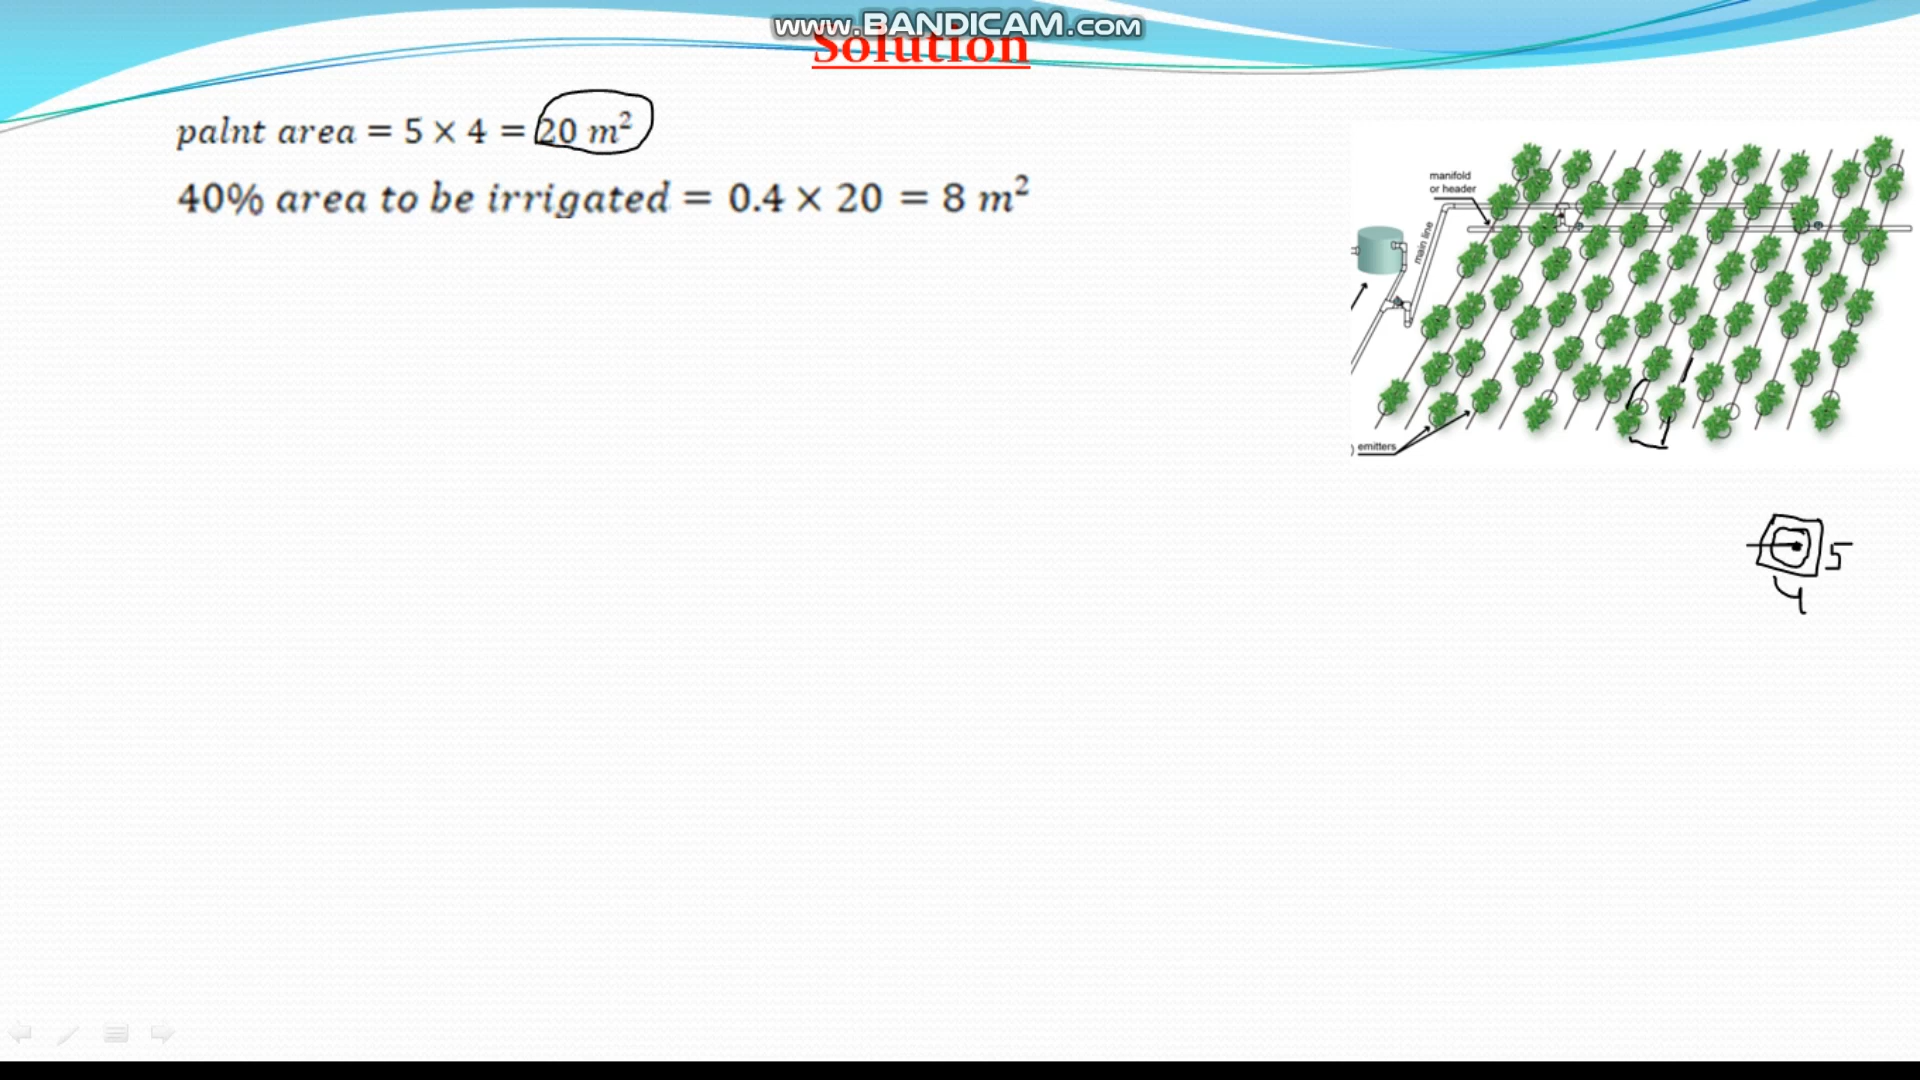 www.BANDICAM.com
Solution
palnt area = 5 × 4 = 20 m²
40% area to be irrigated = 0.4 × 20 = 8 m²
manifold
or header
main line
) emitters
5
4